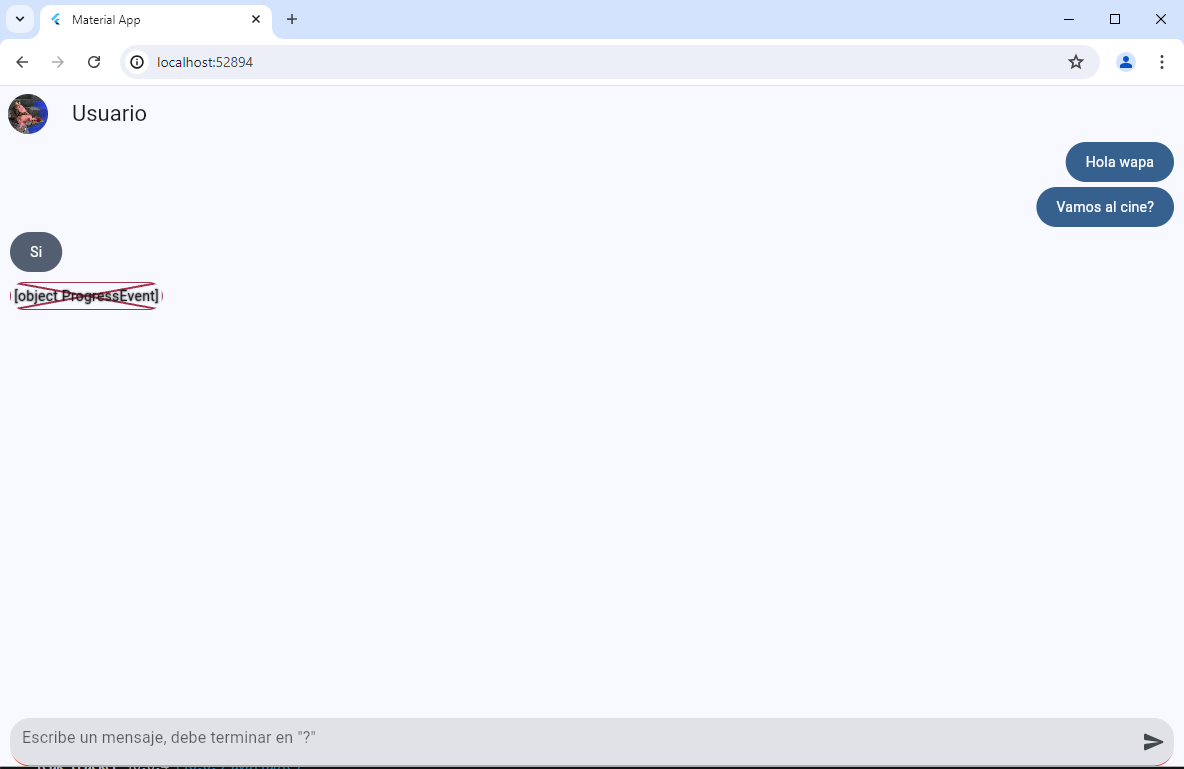 Material App
localhost:52894
Usuario
Hola wapa
Vamos al cine?
Si
[object ProgressEvent]
Escribe un mensaje, debe terminar en "?"